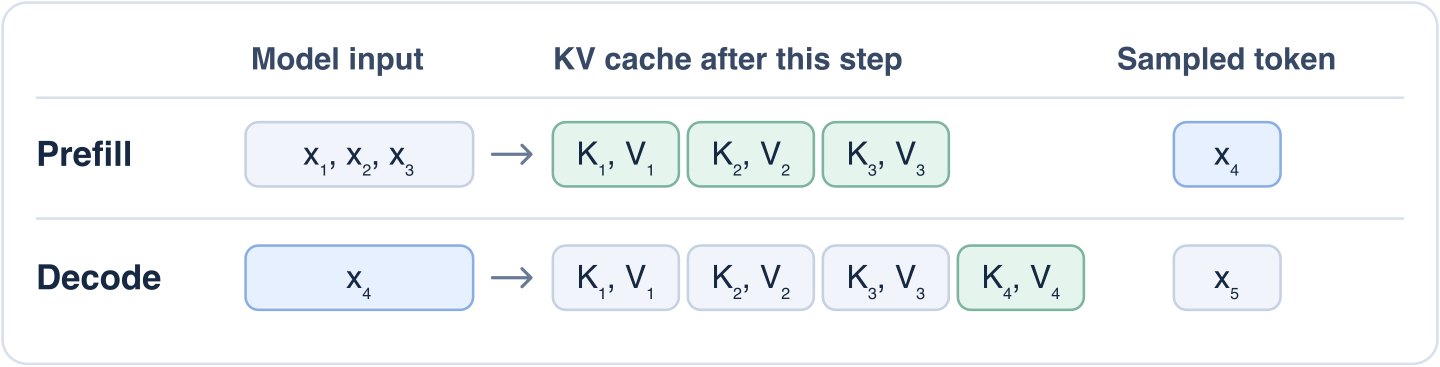 Model input KV cache after this step Sampled token
Prefill x₁, x₂, x₃ → K₁, V₁ K₂, V₂ K₃, V₃ x₄
Decode x₄ → K₁, V₁ K₂, V₂ K₃, V₃ K₄, V₄ x₅